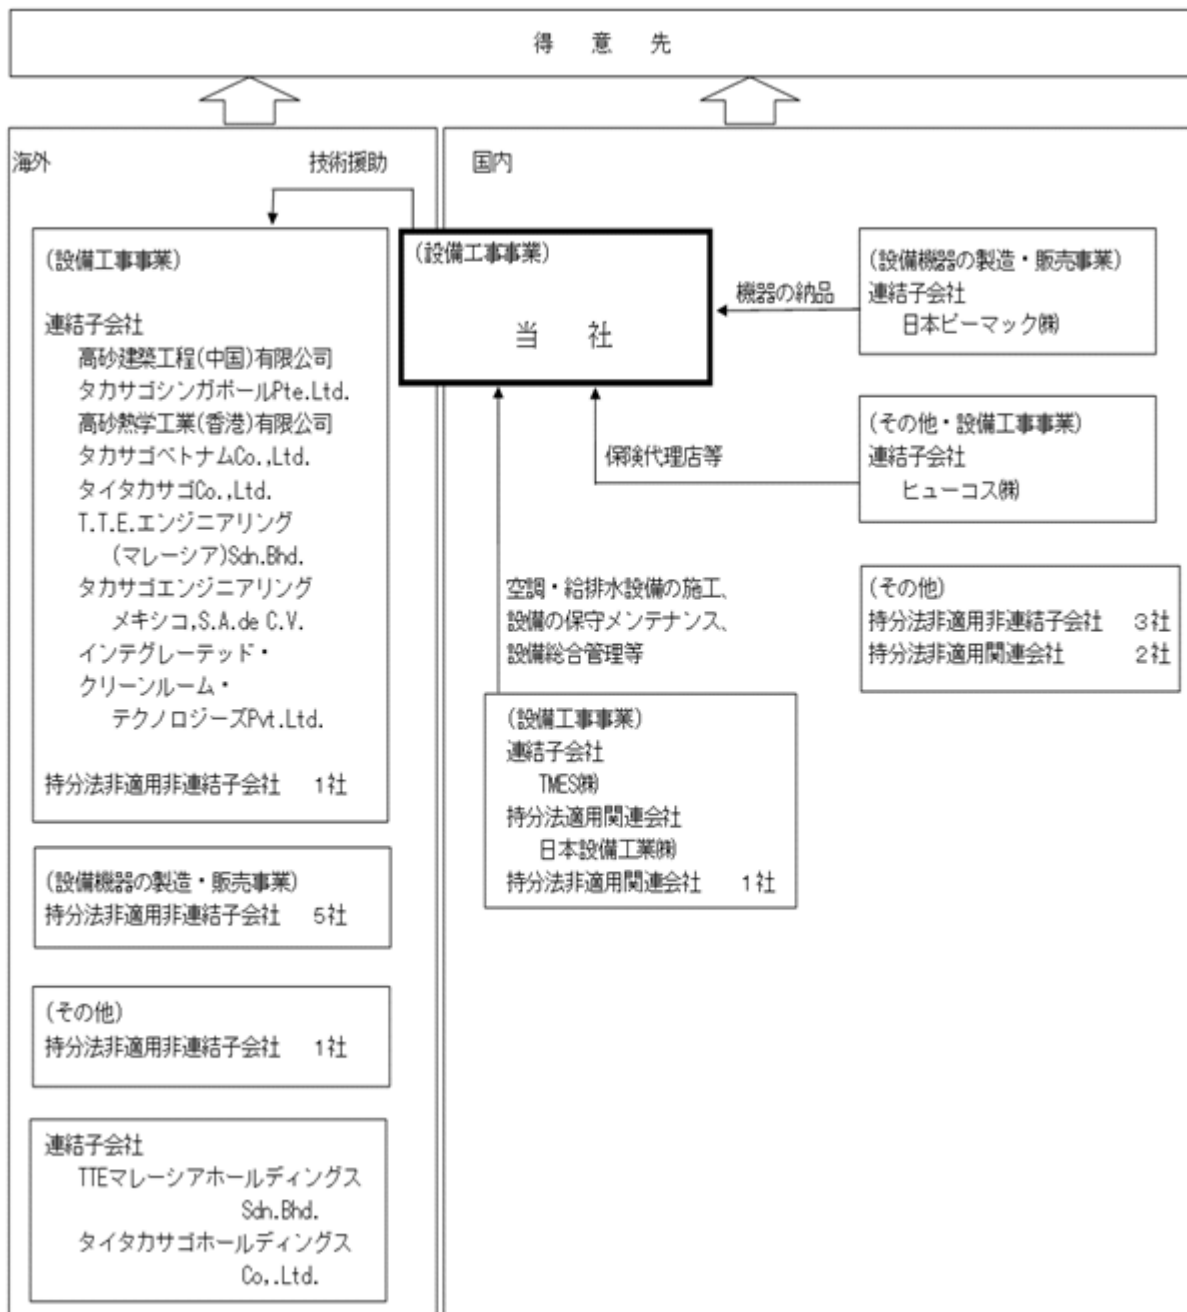 得 意 先
海外
技術援助
(設備工事事業)
連結子会社
高砂建築工程(中国)有限公司
タカサゴシンガポールPte.Ltd.
高砂熱学工業(香港)有限公司
タカサゴベトナムCo.,Ltd.
タイタカサゴCo.,Ltd.
T.T.E.エンジニアリング
(マレーシア)Sdn.Bhd.
タカサゴエンジニアリング
メキシコ,S.A.de C.V.
インテグレーテッド・
クリーンルーム・
テクノロジーズPvt.Ltd.
持分法非適用非連結子会社 1社
(設備機器の製造・販売事業)
持分法非適用非連結子会社 5社
(その他)
持分法非適用非連結子会社 1社
連結子会社
TTEマレーシアホールディングス
Sdn.Bhd.
タイタカサゴホールディングス
Co,.Ltd.
国内
(設備工事事業)
当 社
機器の納品
(設備機器の製造・販売事業)
連結子会社
日本ピーマック㈱
保険代理店等
(その他・設備工事事業)
連結子会社
ヒューコス㈱
空調・給排水設備の施工、
設備の保守メンテナンス、
設備総合管理等
(その他)
持分法非適用非連結子会社 3社
持分法非適用関連会社 2社
(設備工事事業)
連結子会社
TMES㈱
持分法適用関連会社
日本設備工業㈱
持分法非適用関連会社 1社